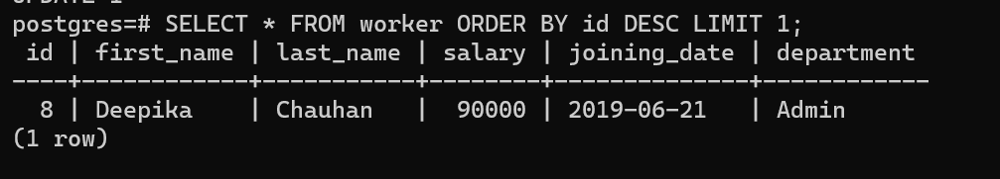 postgres=# SELECT * FROM worker ORDER BY id DESC LIMIT 1;
 id | first_name | last_name | salary | joining_date | department
----+------------+-----------+--------+--------------+------------
  8 | Deepika    | Chauhan   |  90000 | 2019-06-21   | Admin
(1 row)